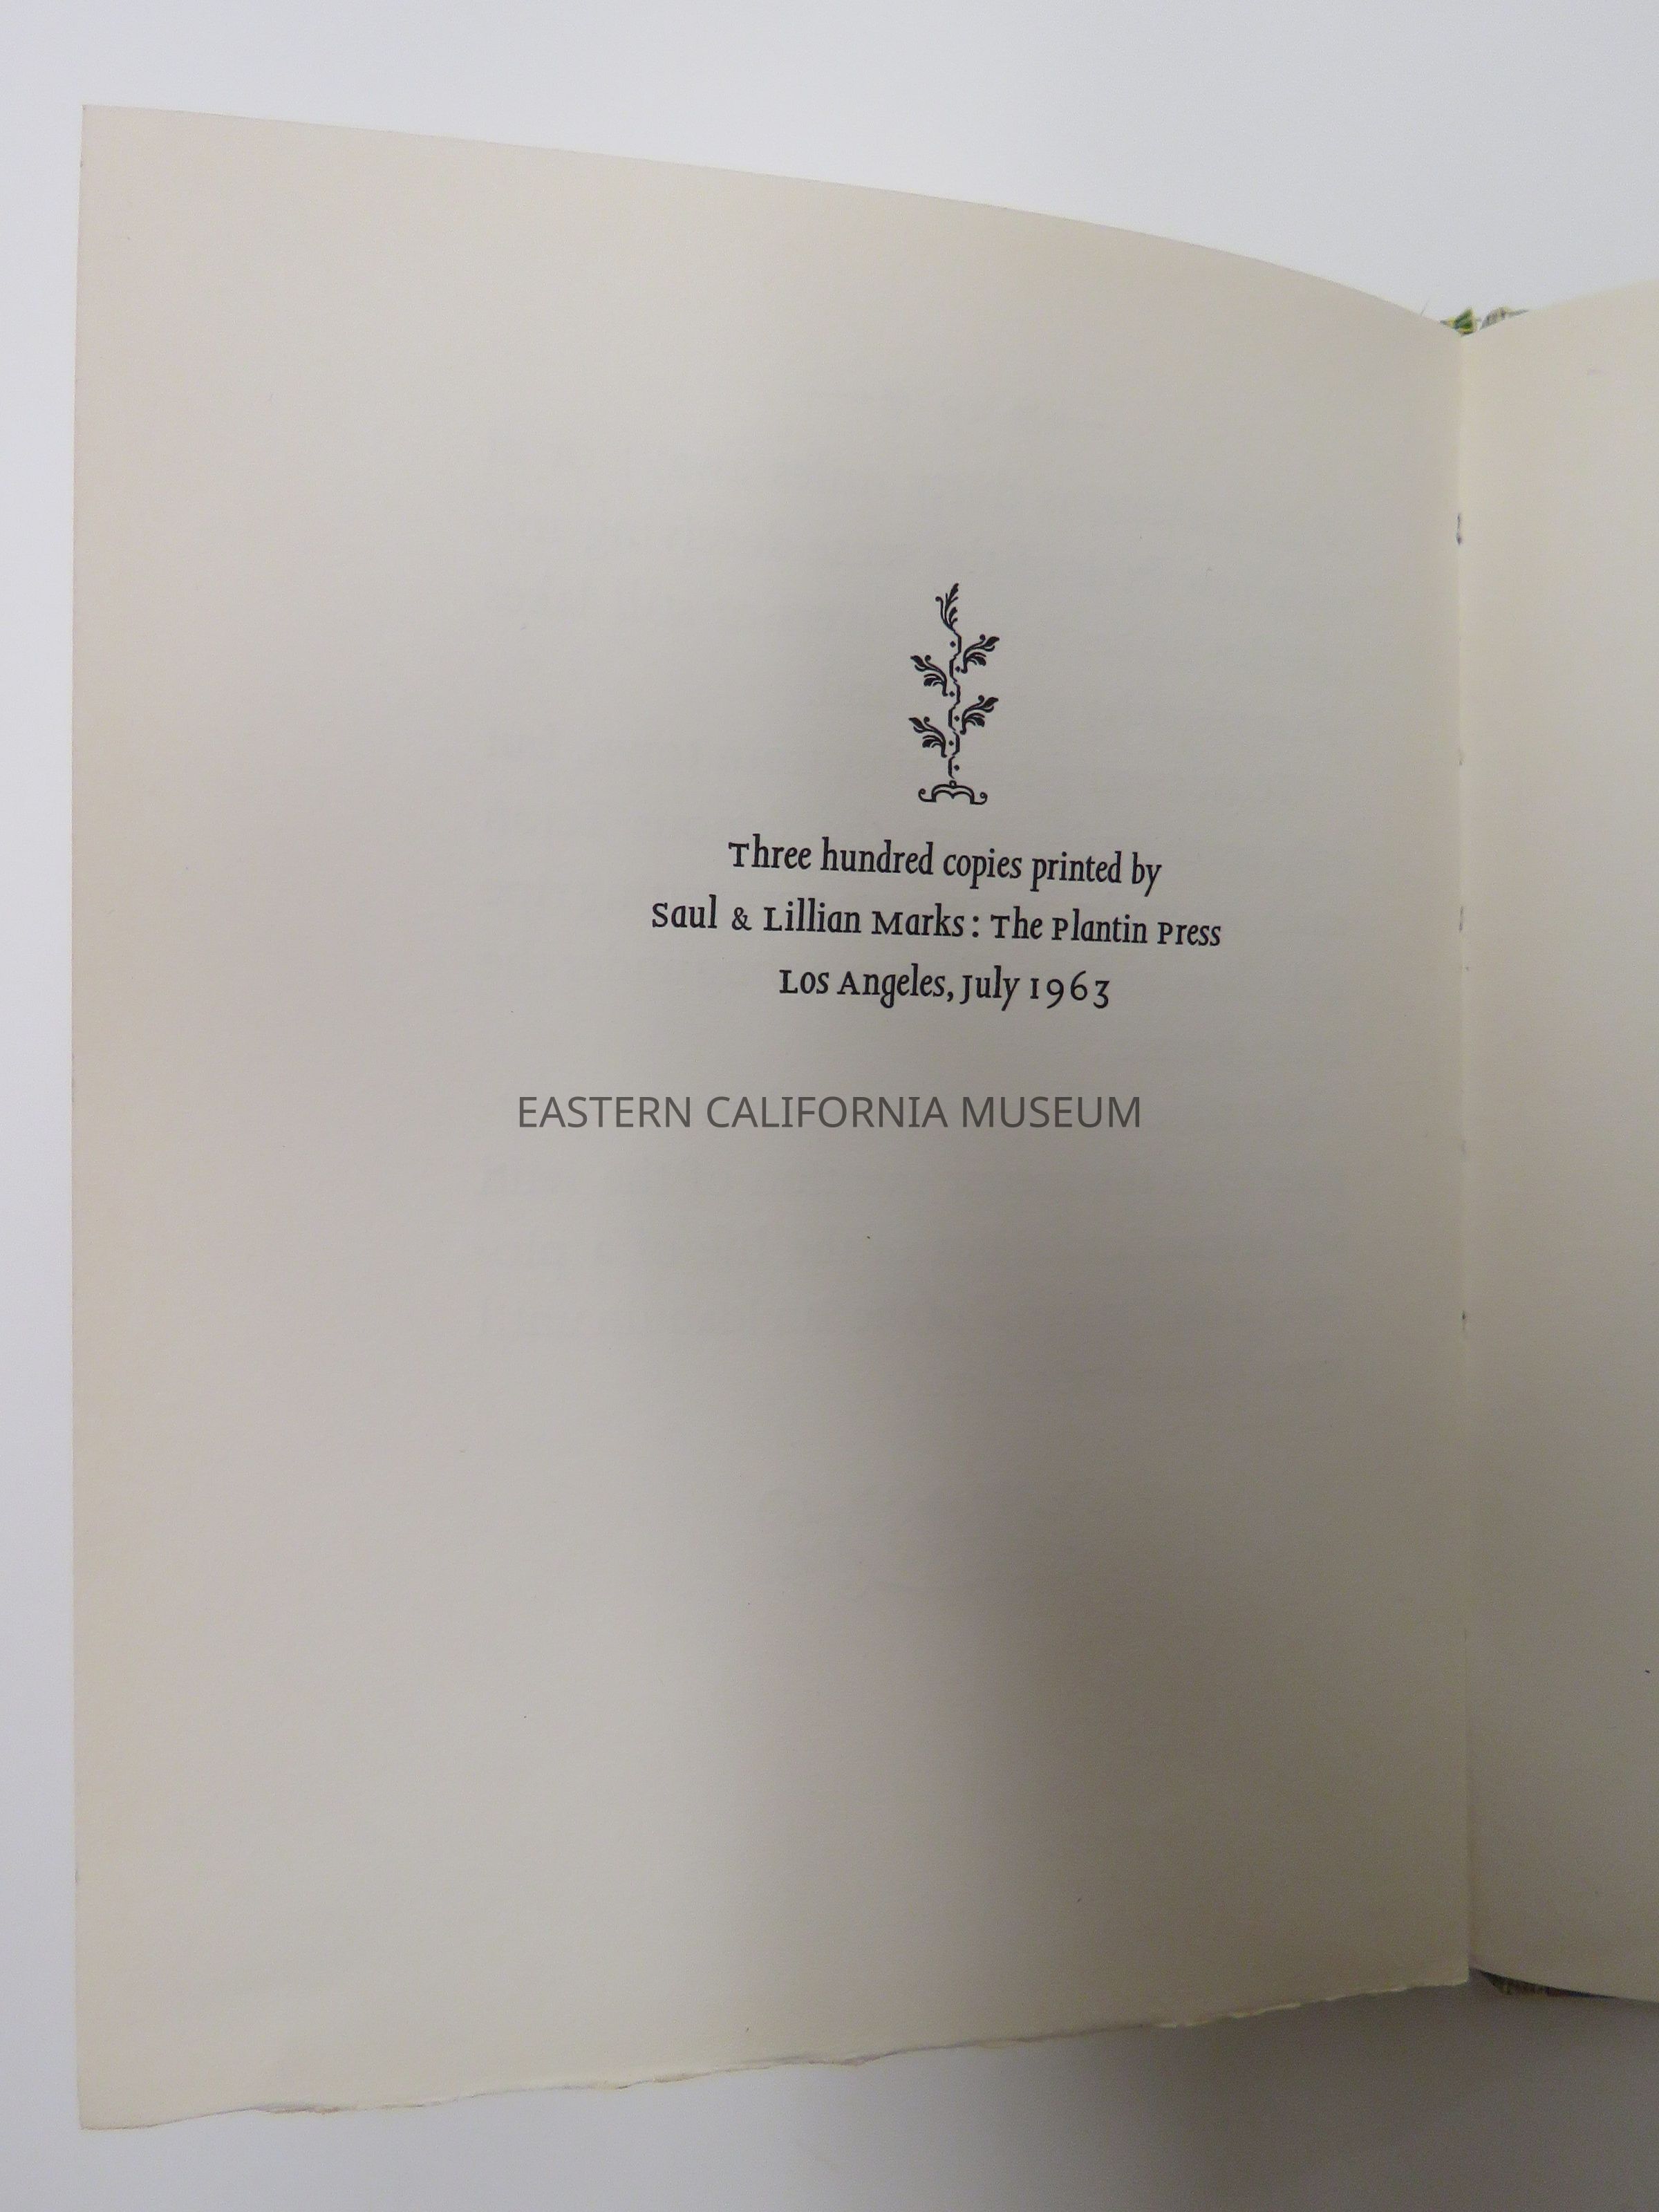 Three hundred copies printed by
Saul & Lillian Marks: The Plantin Press
Los Angeles, July 1963
EASTERN CALIFORNIA MUSEUM